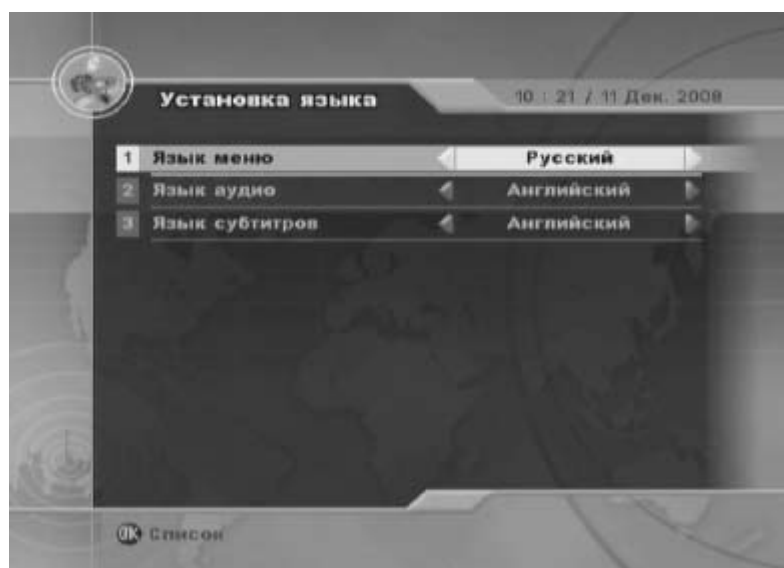 Установка языка
10 : 21 / 11 Дек. 2008
1 Язык меню Русский
2 Язык аудио Английский
3 Язык субтитров Английский
OK Список